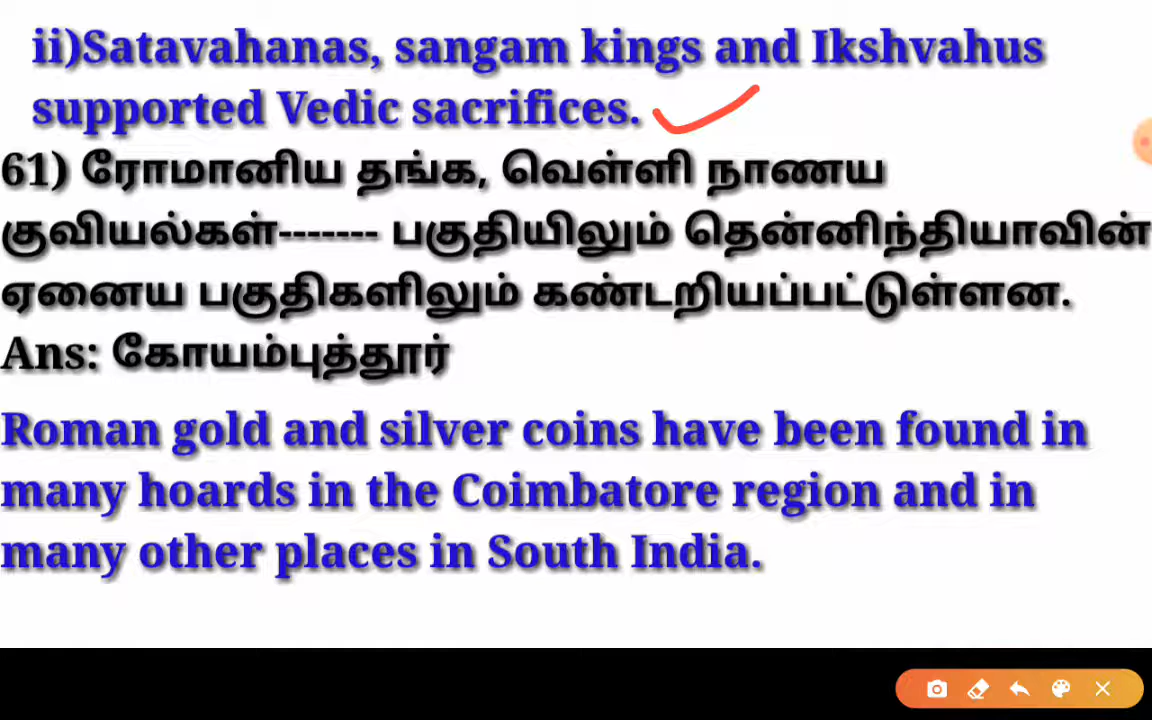 ii)Satavahanas, sangam kings and Ikshvahus
supported Vedic sacrifices.
61) ரோமானிய தங்க, வெள்ளி நாணய
குவியல்கள்------- பகுதியிலும் தென்னிந்தியாவின்
ஏனைய பகுதிகளிலும் கண்டறியப்பட்டுள்ளன.
Ans: கோயம்புத்தூர்
Roman gold and silver coins have been found in
many hoards in the Coimbatore region and in
many other places in South India.